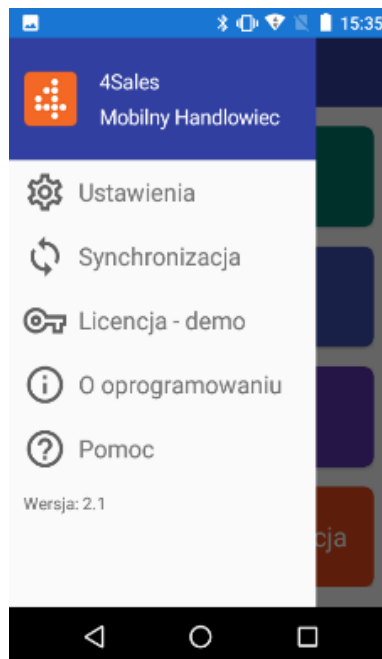 15:35
4Sales
Mobilny Handlowiec
Ustawienia
Synchronizacja
Licencja - demo
O oprogramowaniu
Pomoc
Wersja: 2.1
cja